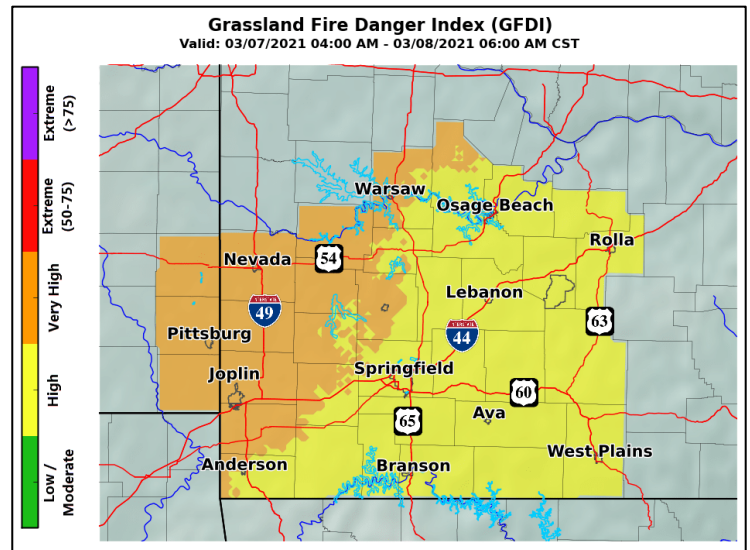 Grassland Fire Danger Index (GFDI)
Valid: 03/07/2021 04:00 AM - 03/08/2021 06:00 AM CST
Extreme
(>75)
Extreme
(50-75)
Very High
High
Low /
Moderate
Warsaw
Osage Beach
Rolla
54
Nevada
49
Lebanon
63
44
Pittsburg
Joplin
Springfield
60
65
Ava
West Plains
Anderson
Branson